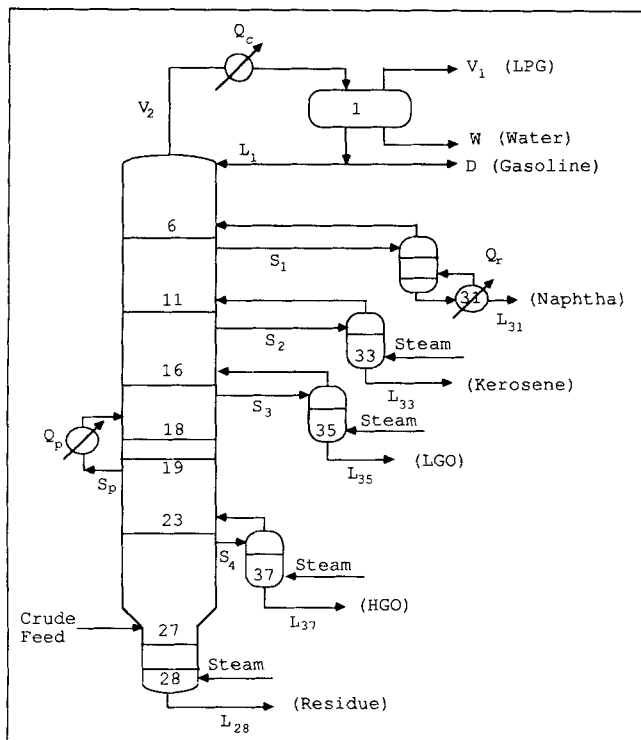 Q_c
V_1 (LPG)
1
V_2
W (Water)
L_1
D (Gasoline)
6
S_1
Q_r
31
(Naphtha)
L_31
11
S_2
Steam
33
16
L_33
(Kerosene)
S_3
Steam
35
18
Q_p
19
S_p
L_35
(LGO)
23
S_4
Steam
37
L_37
(HGO)
Crude
Feed
27
Steam
28
L_28
(Residue)